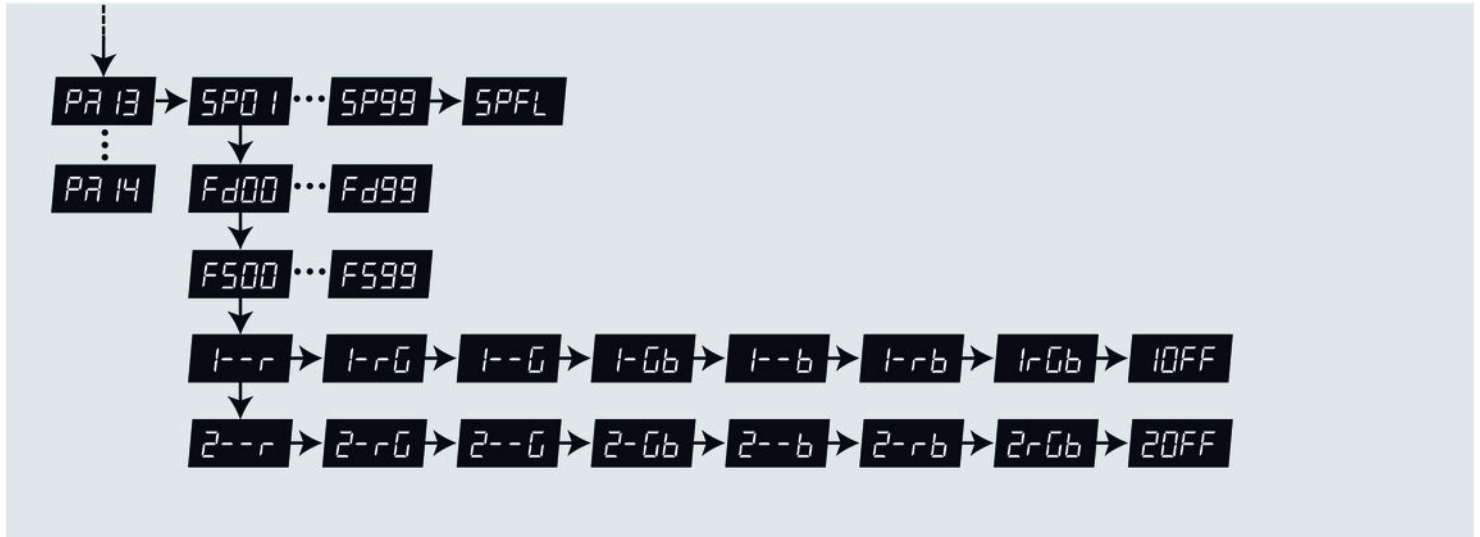 PA13 SP01 ... SP99 SPFL
PA14 Fd00 ... Fd99
FS00 ... FS99
1--r 1-rG 1--G 1-Gb 1--b 1-rb 1rGb 1OFF
2--r 2-rG 2--G 2-Gb 2--b 2-rb 2rGb 2OFF